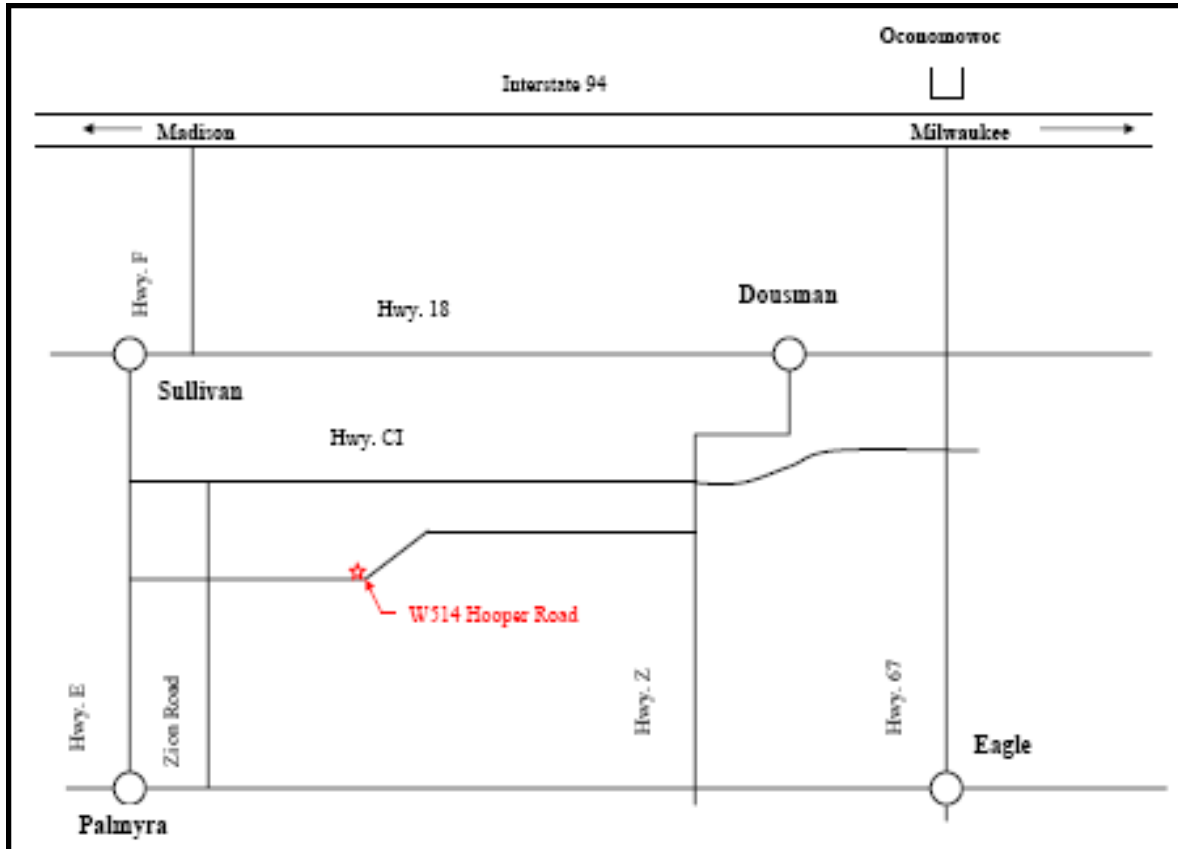 Oconomowoc
Interstate 94
Madison
Milwaukee
Hwy. F
Hwy. 18
Dousman
Sullivan
Hwy. CI
W514 Hooper Road
Hwy. E
Zion Road
Hwy. Z
Hwy. 67
Eagle
Palmyra